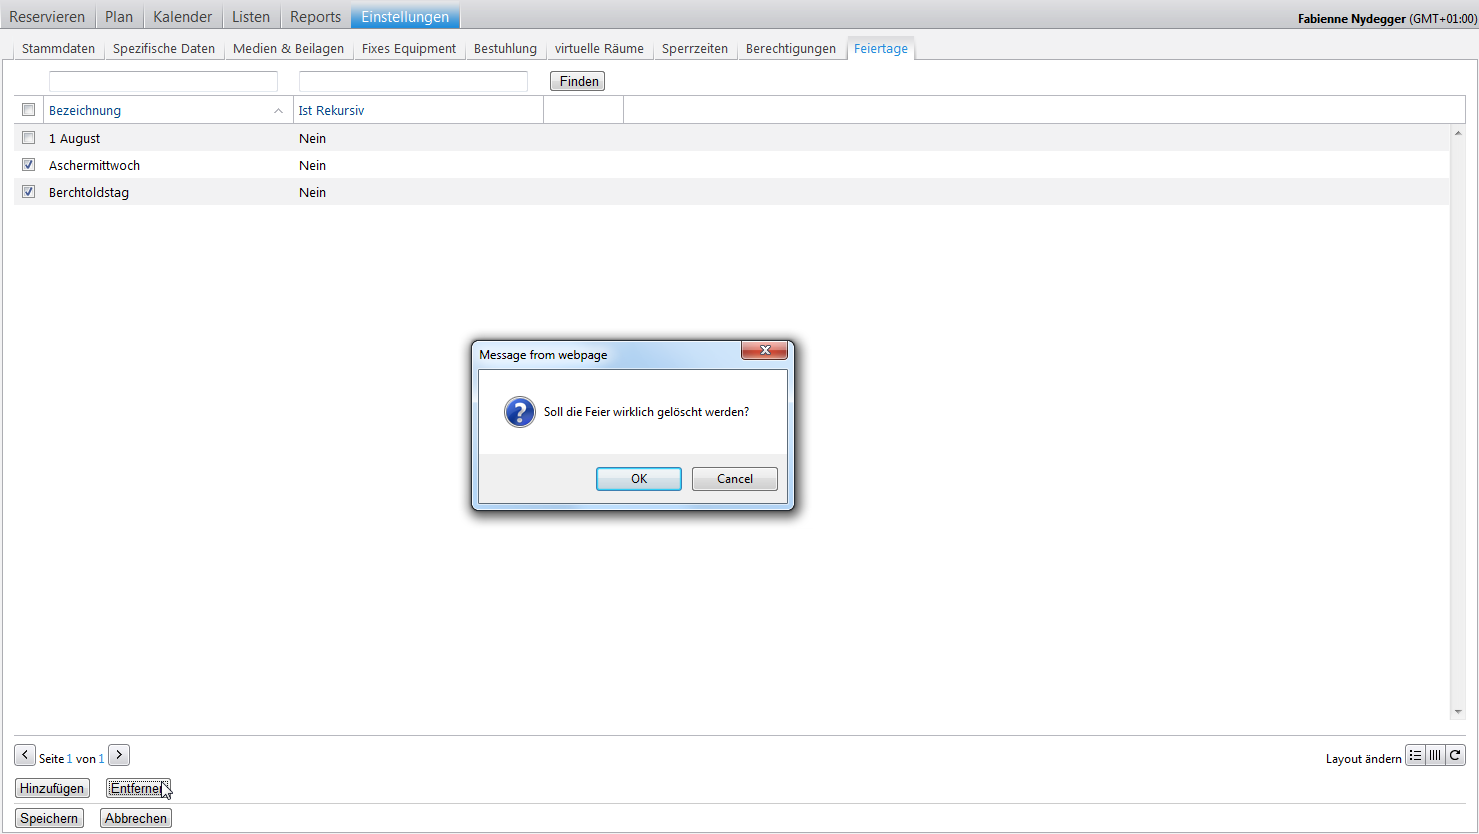 Reservieren Plan Kalender Listen Reports Einstellungen Fabienne Nydegger (GMT+01:00)
Stammdaten Spezifische Daten Medien & Beilagen Fixes Equipment Bestuhlung virtuelle Räume Sperrzeiten Berechtigungen Feiertage
Finden
Bezeichnung Ist Rekursiv
1 August Nein
Aschermittwoch Nein
Berchtoldstag Nein
Message from webpage
Soll die Feier wirklich gelöscht werden?
OK Cancel
Seite 1 von 1 Layout ändern
Hinzufügen Entfernen
Speichern Abbrechen